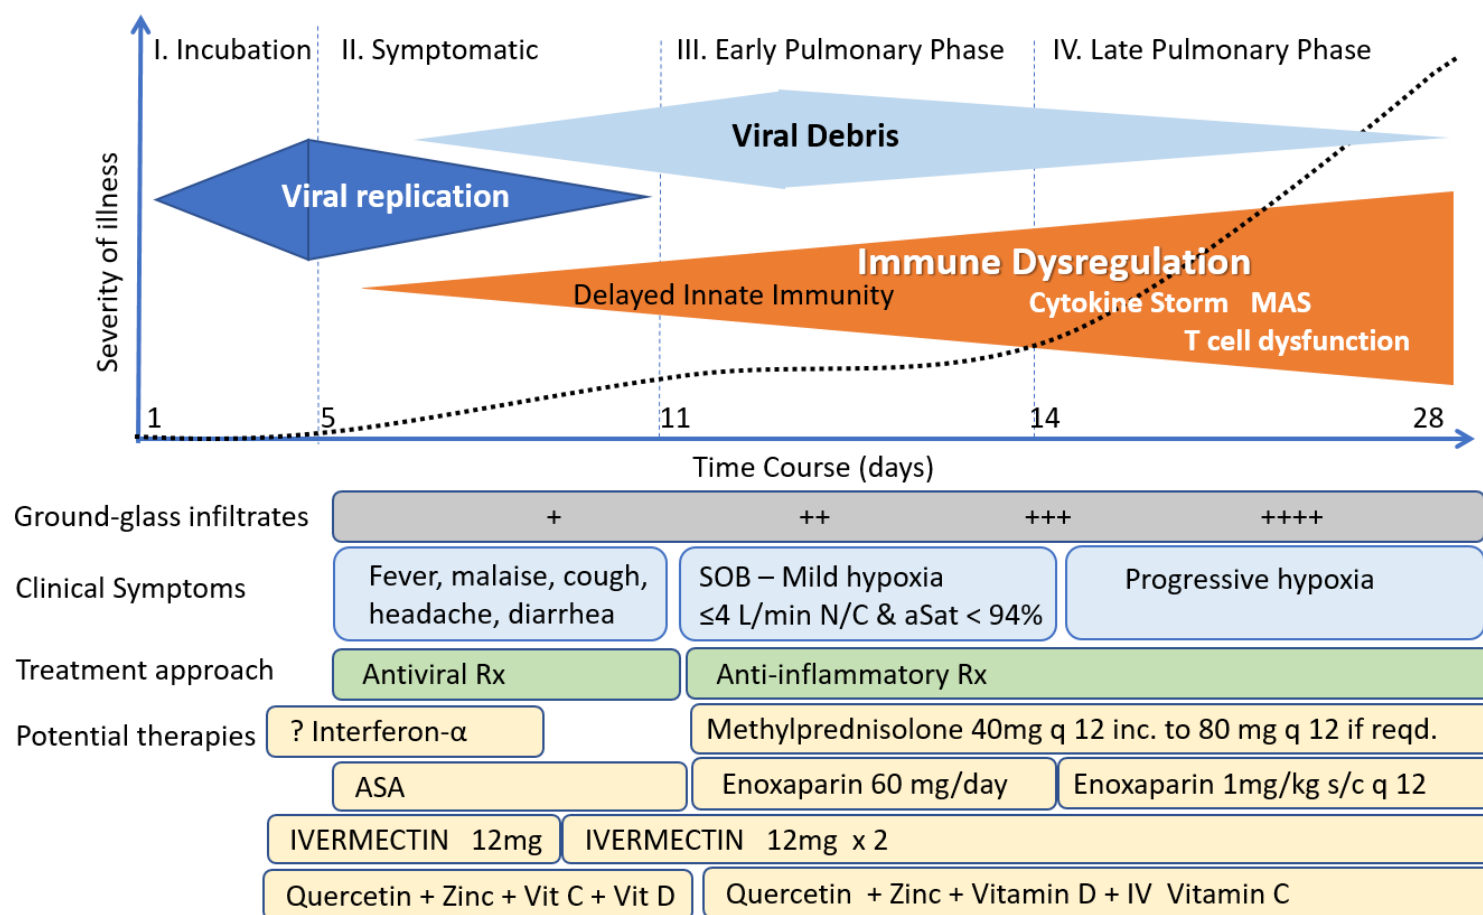 I. Incubation
II. Symptomatic
III. Early Pulmonary Phase
IV. Late Pulmonary Phase
Severity of illness
Viral Debris
Viral replication
Immune Dysregulation
Delayed Innate Immunity
Cytokine Storm MAS
T cell dysfunction
1
5
11
14
28
Time Course (days)
Ground-glass infiltrates
+
++
+++
++++
Clinical Symptoms
Fever, malaise, cough,
headache, diarrhea
SOB – Mild hypoxia
≤4 L/min N/C & aSat < 94%
Progressive hypoxia
Treatment approach
Antiviral Rx
Anti-inflammatory Rx
Potential therapies
? Interferon-α
Methylprednisolone 40mg q 12 inc. to 80 mg q 12 if reqd.
ASA
Enoxaparin 60 mg/day
Enoxaparin 1mg/kg s/c q 12
IVERMECTIN 12mg
IVERMECTIN 12mg x 2
Quercetin + Zinc + Vit C + Vit D
Quercetin + Zinc + Vitamin D + IV Vitamin C